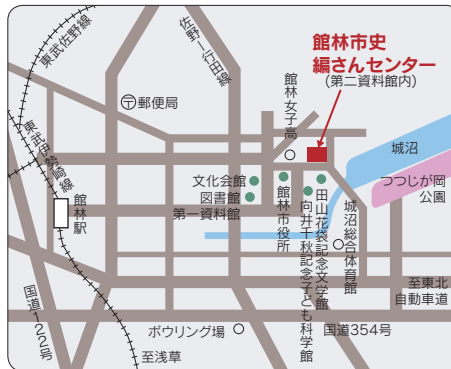 東武佐野線
佐野ー行田線
館林市史
編さんセンター
(第二資料館内)
〒郵便局
館林女子高
東武伊勢崎線
城沼
つつじが岡
公園
文化会館
図書館
第一資料館
館林駅
館林市役所
田山花袋記念文学館
向井千秋記念子ども科学館
城沼総合体育館
至東北
自動車道
国道122号
ボウリング場
国道354号
至浅草